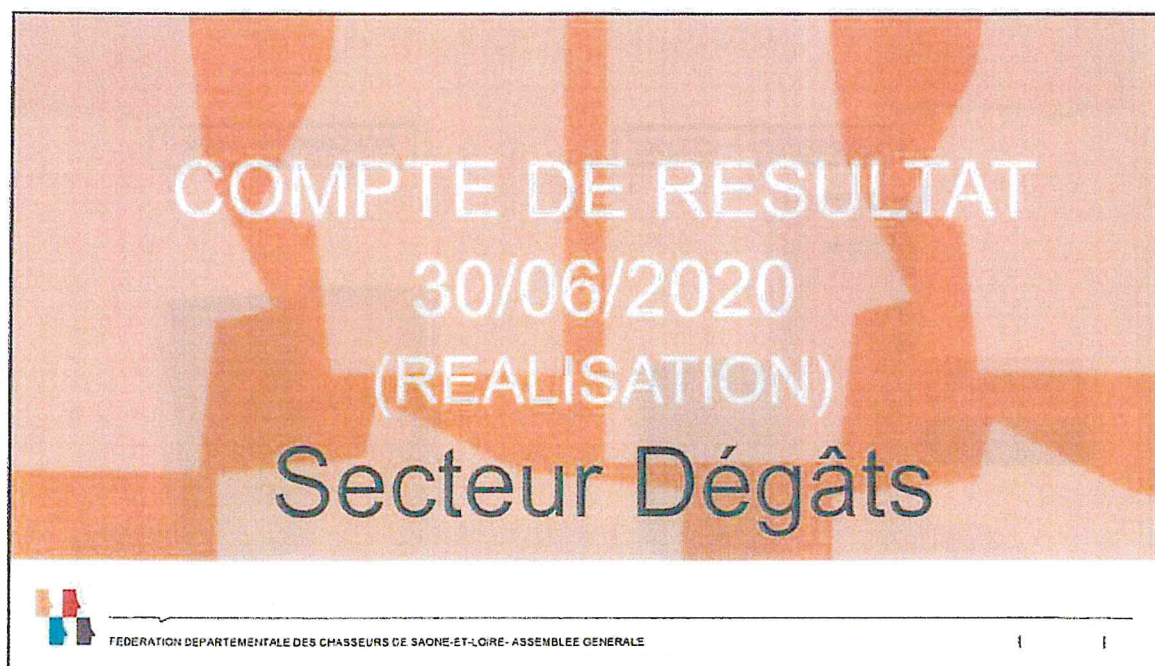 COMPTE DE RESULTAT
30/06/2020
(REALISATION)
Secteur Dégâts
FEDERATION DEPARTEMENTALE DES CHASSEURS DE SAONE-ET-LOIRE- ASSEMBLEE GENERALE